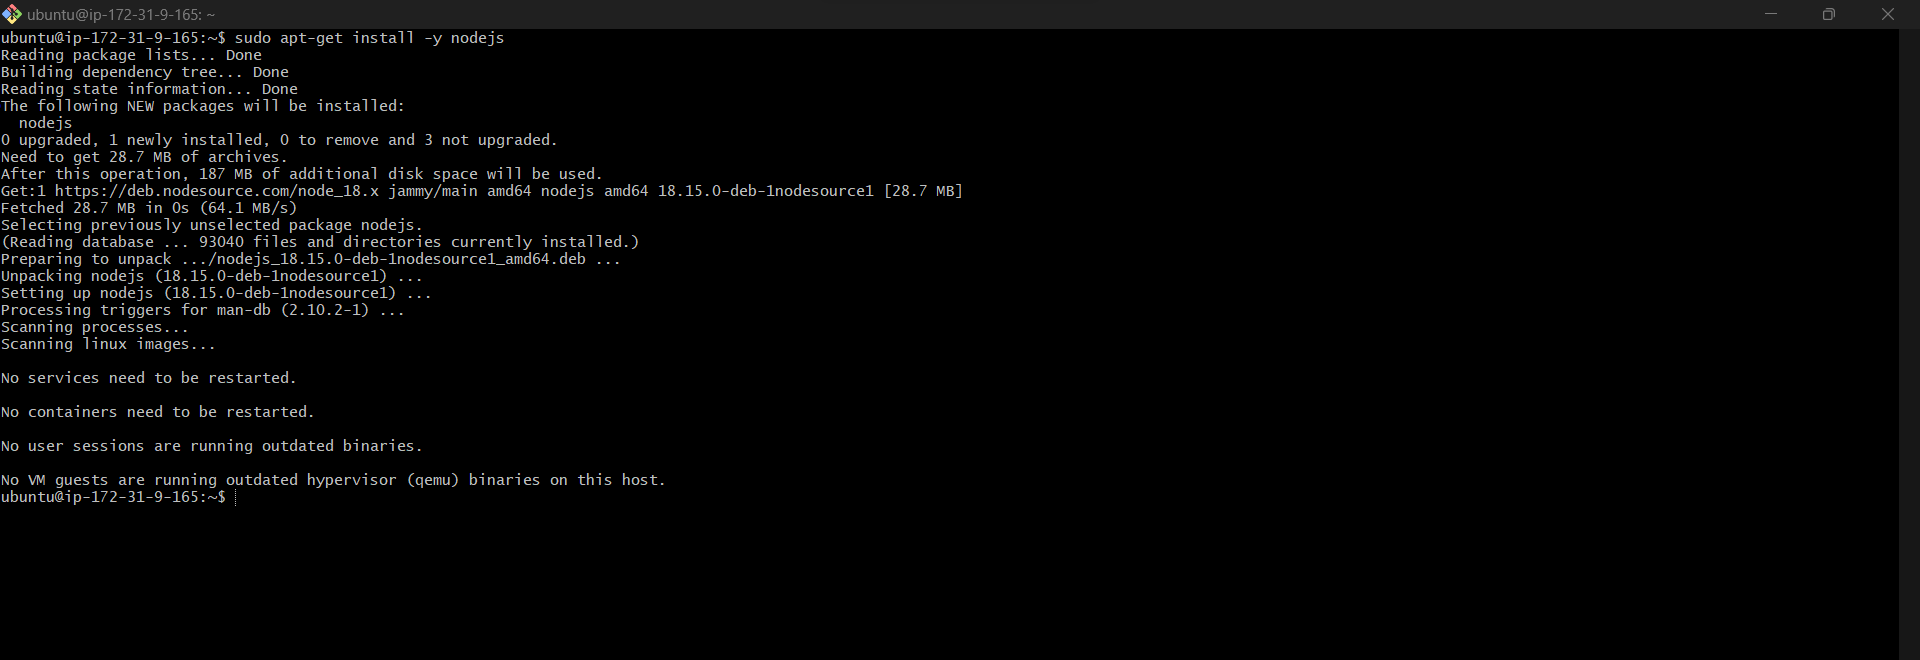 ubuntu@ip-172-31-9-165: ~
ubuntu@ip-172-31-9-165:~$ sudo apt-get install -y nodejs
Reading package lists... Done
Building dependency tree... Done
Reading state information... Done
The following NEW packages will be installed:
  nodejs
0 upgraded, 1 newly installed, 0 to remove and 3 not upgraded.
Need to get 28.7 MB of archives.
After this operation, 187 MB of additional disk space will be used.
Get:1 https://deb.nodesource.com/node_18.x jammy/main amd64 nodejs amd64 18.15.0-deb-1nodesource1 [28.7 MB]
Fetched 28.7 MB in 0s (64.1 MB/s)
Selecting previously unselected package nodejs.
(Reading database ... 93040 files and directories currently installed.)
Preparing to unpack .../nodejs_18.15.0-deb-1nodesource1_amd64.deb ...
Unpacking nodejs (18.15.0-deb-1nodesource1) ...
Setting up nodejs (18.15.0-deb-1nodesource1) ...
Processing triggers for man-db (2.10.2-1) ...
Scanning processes...
Scanning linux images...
No services need to be restarted.
No containers need to be restarted.
No user sessions are running outdated binaries.
No VM guests are running outdated hypervisor (qemu) binaries on this host.
ubuntu@ip-172-31-9-165:~$